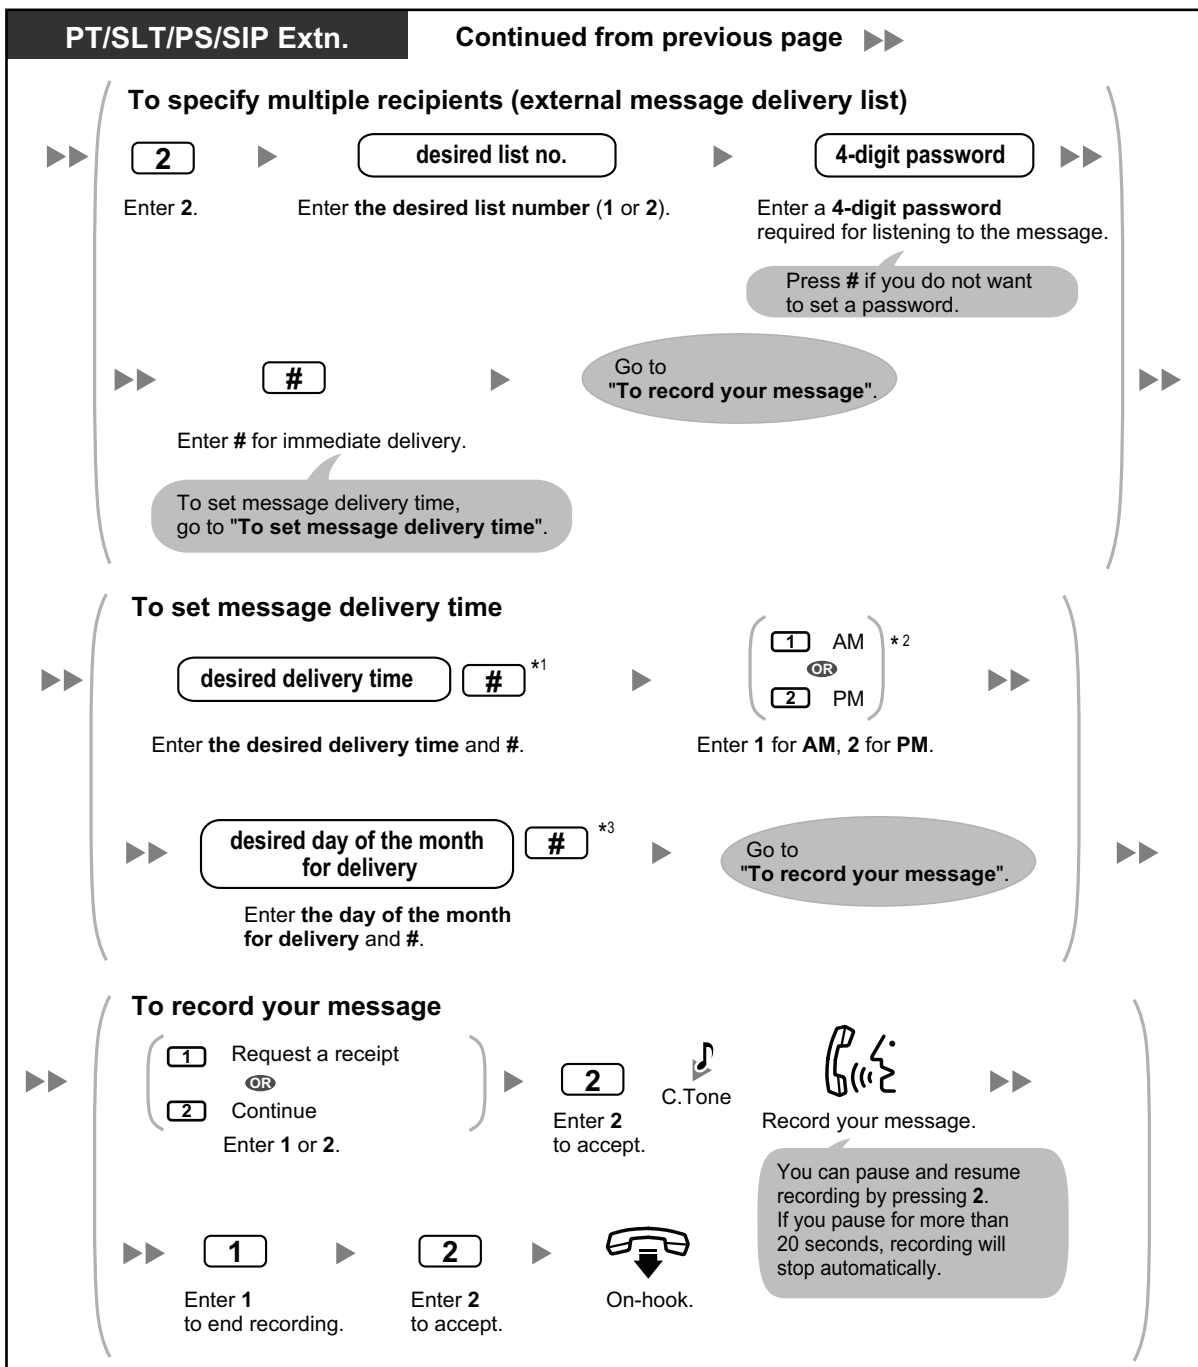 PT/SLT/PS/SIP Extn. Continued from previous page
To specify multiple recipients (external message delivery list)
2 desired list no. 4-digit password
Enter 2.
Enter the desired list number (1 or 2).
Enter a 4-digit password
required for listening to the message.
Press # if you do not want
to set a password.
#
Enter # for immediate delivery.
Go to
"To record your message".
To set message delivery time,
go to "To set message delivery time".
To set message delivery time
desired delivery time # *1
Enter the desired delivery time and #.
1 AM *2
OR
2 PM
Enter 1 for AM, 2 for PM.
desired day of the month
for delivery
# *3
Enter the day of the month
for delivery and #.
Go to
"To record your message".
To record your message
1 Request a receipt
OR
2 Continue
Enter 1 or 2.
2
Enter 2
to accept.
C.Tone
Record your message.
You can pause and resume
recording by pressing 2.
If you pause for more than
20 seconds, recording will
stop automatically.
1
Enter 1
to end recording.
2
Enter 2
to accept.
On-hook.